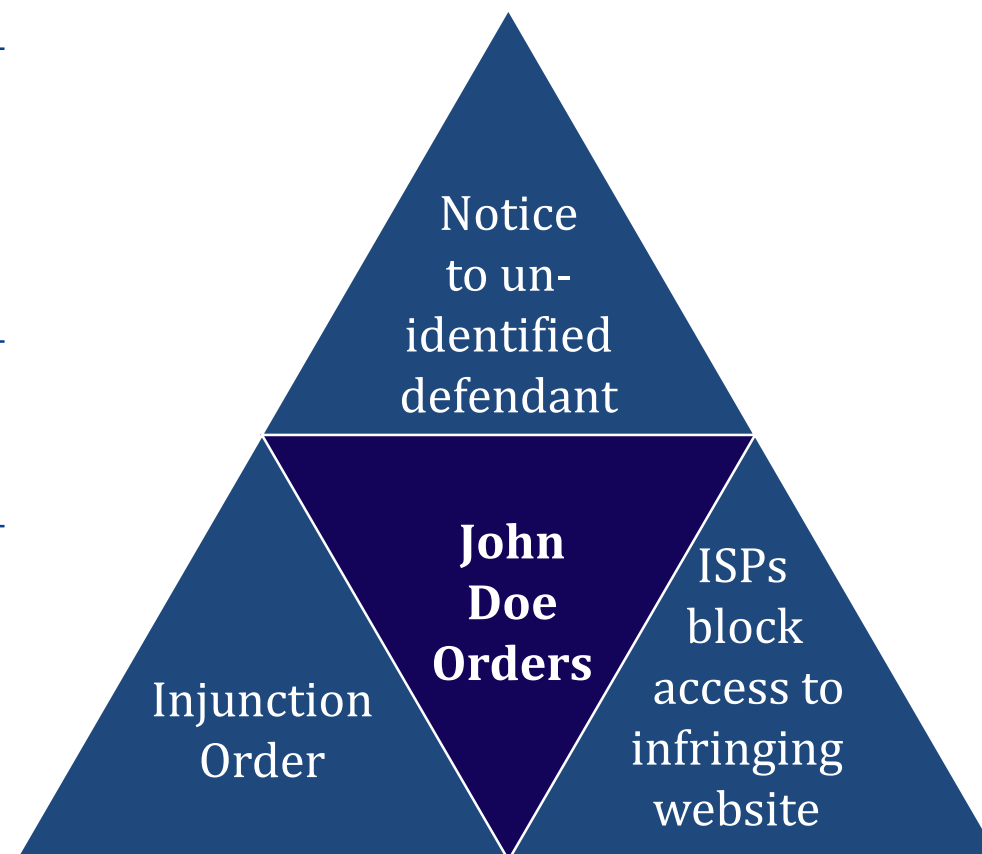 Notice
to un-
identified
defendant
John
Doe
Orders
Injunction
Order
ISPs
block
access to
infringing
website